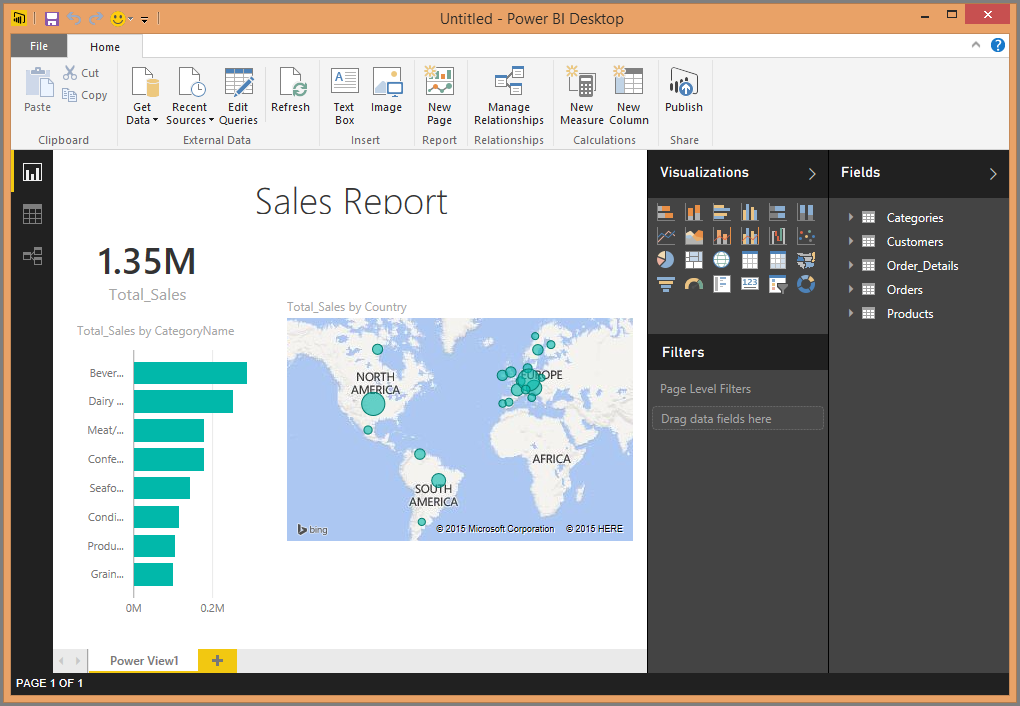 Untitled - Power BI Desktop
File Home
Paste Cut Copy
Get Data
Recent Sources
Edit Queries
Refresh
Text Box
Image
New Page
Manage Relationships
New Measure
New Column
Publish
Clipboard External Data Insert Report Relationships Calculations Share
Sales Report
1.35M
Total_Sales
Total_Sales by CategoryName
Bever...
Dairy ...
Meat/...
Confe...
Seafo...
Condi...
Produ...
Grain...
0M 0.2M
Total_Sales by Country
NORTH
AMERICA
EUROPE
AFRICA
SOUTH
AMERICA
bing © 2015 Microsoft Corporation © 2015 HERE
Visualizations
123
Filters
Page Level Filters
Drag data fields here
Fields
Categories
Customers
Order_Details
Orders
Products
Power View1 +
PAGE 1 OF 1